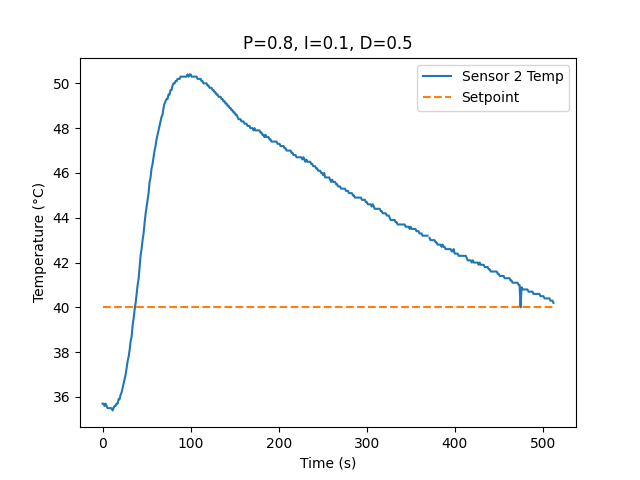 P=0.8, I=0.1, D=0.5
Sensor 2 Temp
Setpoint
Temperature (°C)
50
48
46
44
42
40
38
36
0 100 200 300 400 500
Time (s)